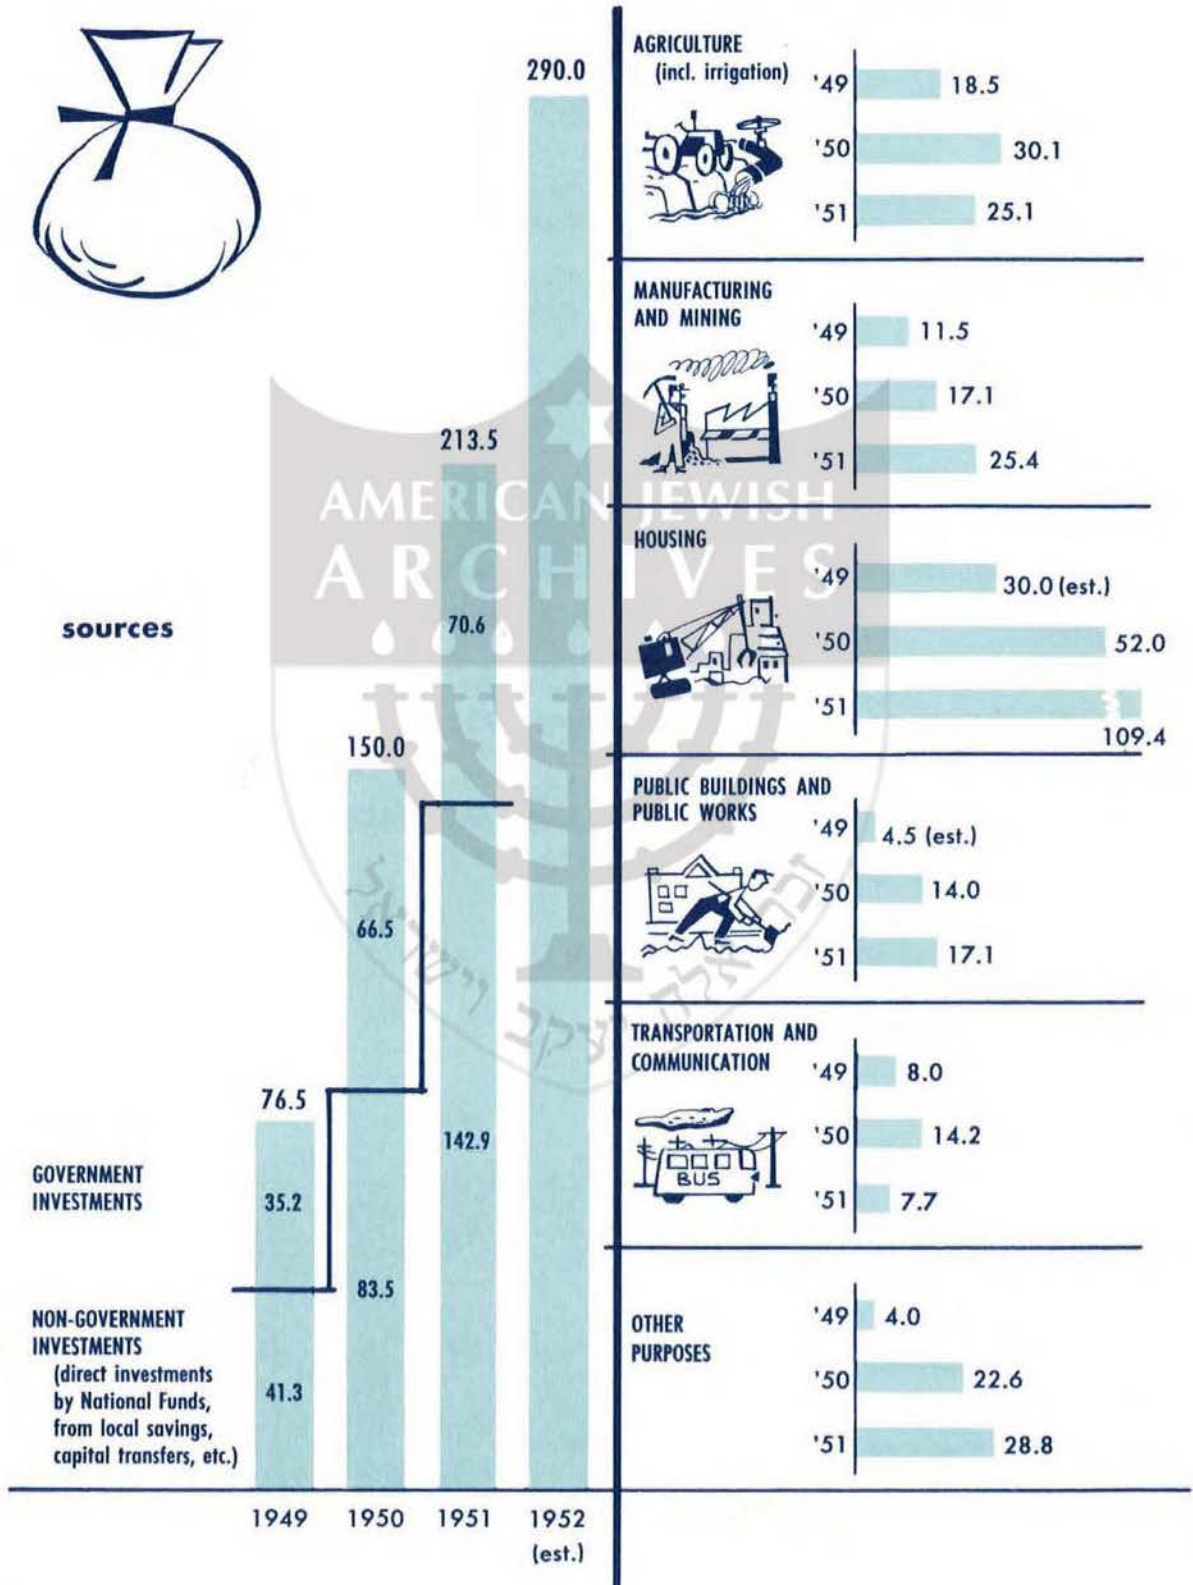 290.0
213.5
70.6
sources
150.0
66.5
76.5
142.9
GOVERNMENT
INVESTMENTS
35.2
83.5
NON-GOVERNMENT
INVESTMENTS
(direct investments
by National Funds,
from local savings,
capital transfers, etc.)
41.3
1949 1950 1951 1952
(est.)
AGRICULTURE
(incl. irrigation)
'49 18.5
'50 30.1
'51 25.1
MANUFACTURING
AND MINING
'49 11.5
'50 17.1
'51 25.4
HOUSING
'49 30.0 (est.)
'50 52.0
'51 109.4
PUBLIC BUILDINGS AND
PUBLIC WORKS
'49 4.5 (est.)
'50 14.0
'51 17.1
TRANSPORTATION AND
COMMUNICATION
'49 8.0
'50 14.2
BUS
'51 7.7
OTHER
PURPOSES
'49 4.0
'50 22.6
'51 28.8
AMERICAN JEWISH
ARCHIVES
זכר אלה יעקב וישראל